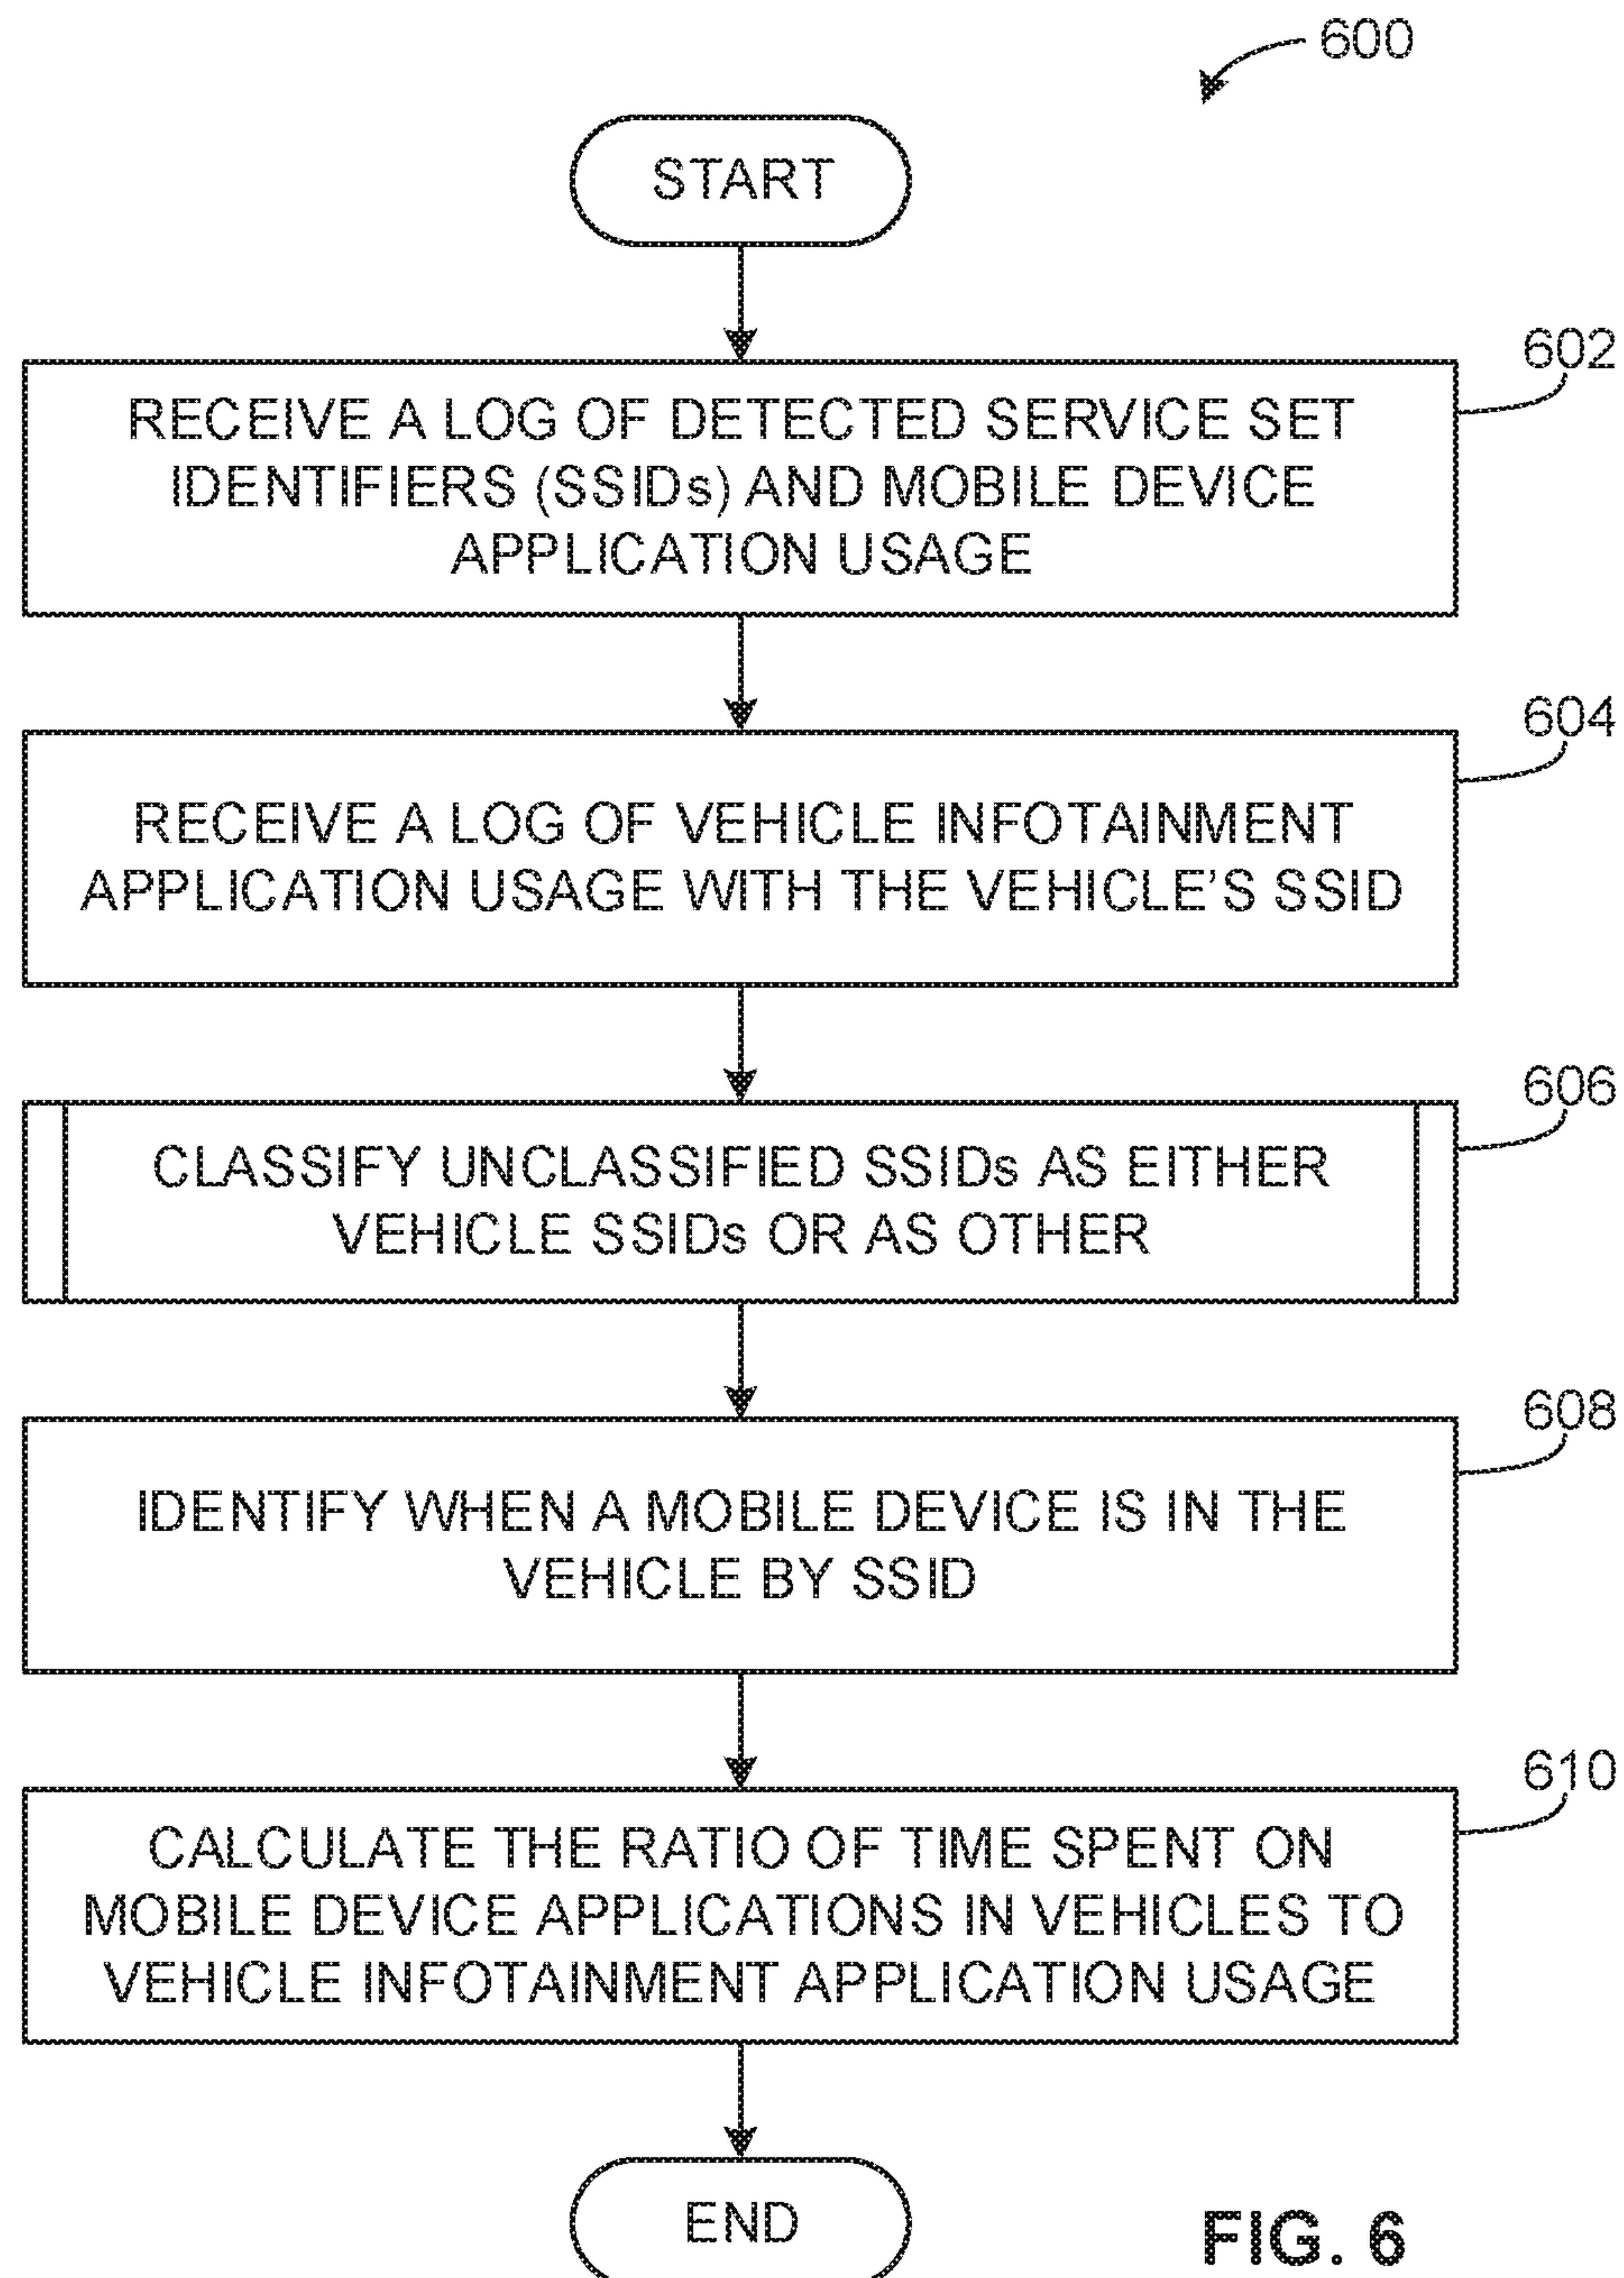 600
START
602
RECEIVE A LOG OF DETECTED SERVICE SET
IDENTIFIERS (SSIDs) AND MOBILE DEVICE
APPLICATION USAGE
604
RECEIVE A LOG OF VEHICLE INFOTAINMENT
APPLICATION USAGE WITH THE VEHICLE'S SSID
606
CLASSIFY UNCLASSIFIED SSIDs AS EITHER
VEHICLE SSIDs OR AS OTHER
608
IDENTIFY WHEN A MOBILE DEVICE IS IN THE
VEHICLE BY SSID
610
CALCULATE THE RATIO OF TIME SPENT ON
MOBILE DEVICE APPLICATIONS IN VEHICLES TO
VEHICLE INFOTAINMENT APPLICATION USAGE
END
FIG. 6